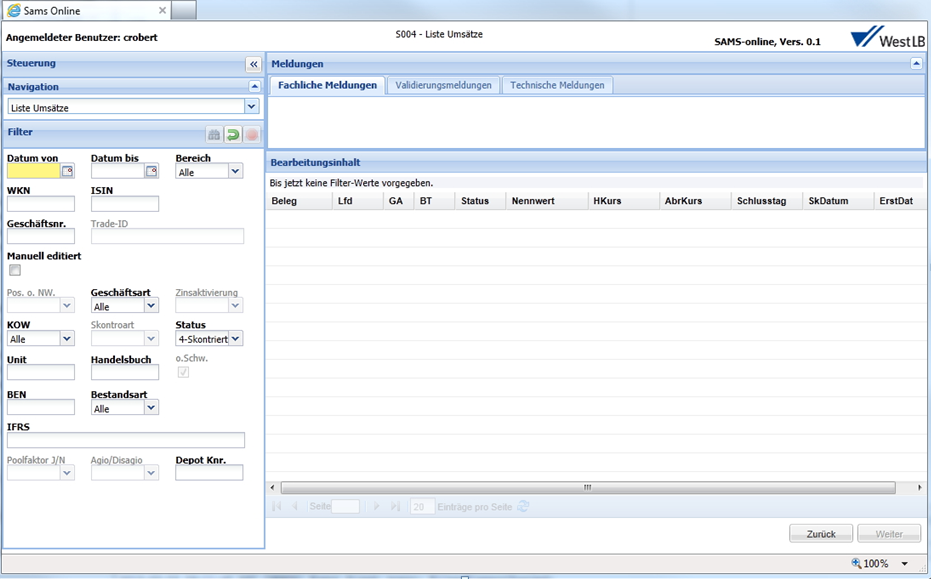 Sams Online
Angemeldeter Benutzer: crobert
S004 - Liste Umsätze
SAMS-online, Vers. 0.1
WestLB
Steuerung
Navigation
Liste Umsätze
Filter
Datum von Datum bis Bereich
Alle
WKN ISIN
Geschäftsnr. Trade-ID
Manuell editiert
Pos. o. NW. Geschäftsart Zinsaktivierung
Alle
KOW Skontroart Status
Alle 4-Skontriert
Unit Handelsbuch o.Schw.
BEN Bestandsart
Alle
IFRS
Poolfaktor J/N Agio/Disagio Depot Knr.
Meldungen
Fachliche Meldungen Validierungsmeldungen Technische Meldungen
Bearbeitungsinhalt
Bis jetzt keine Filter-Werte vorgegeben.
Beleg Lfd GA BT Status Nennwert HKurs AbrKurs Schlusstag SkDatum ErstDat
Seite 20 Einträge pro Seite
Zurück Weiter
100%